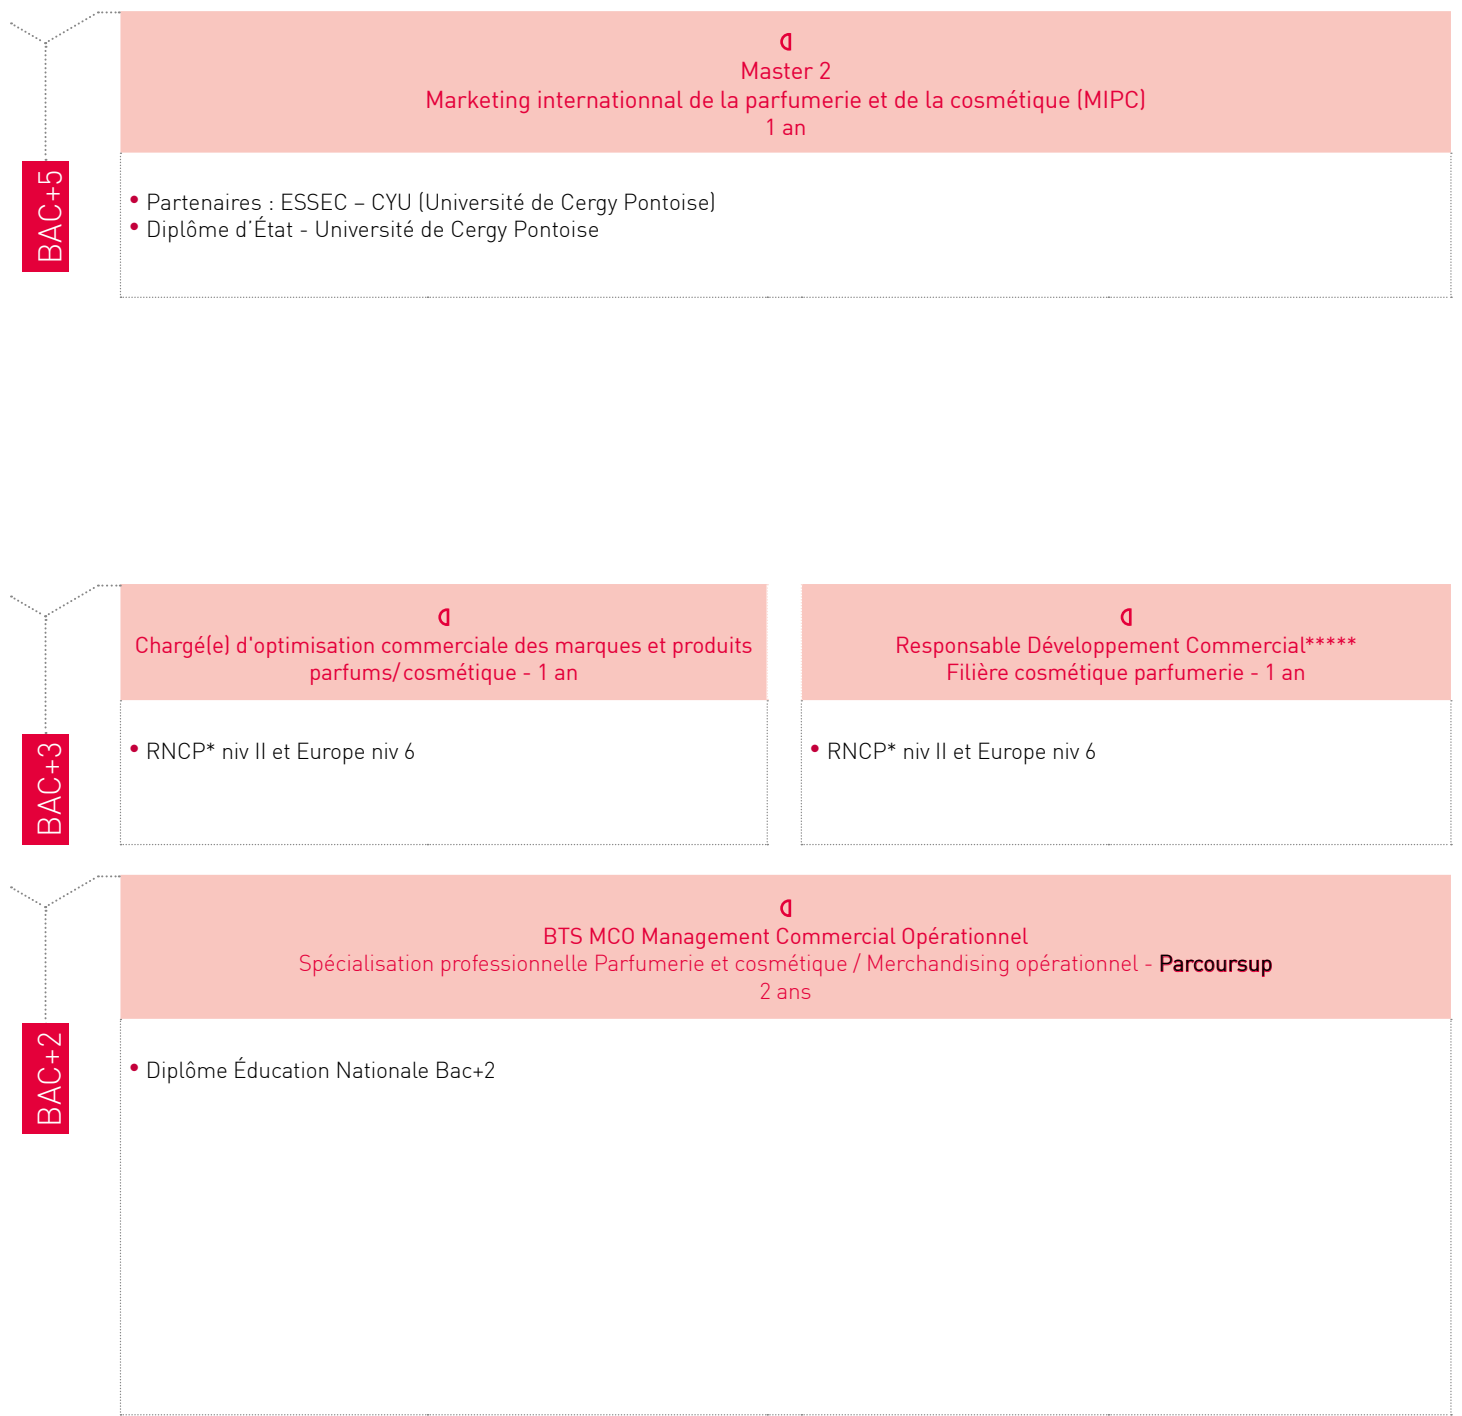 Master 2
Marketing internationnal de la parfumerie et de la cosmétique (MIPC)
1 an
BAC+5
• Partenaires : ESSEC – CYU (Université de Cergy Pontoise)
• Diplôme d’État - Université de Cergy Pontoise
Chargé(e) d'optimisation commerciale des marques et produits
parfums/cosmétique - 1 an
Responsable Développement Commercial*****
Filière cosmétique parfumerie - 1 an
BAC+3
• RNCP* niv II et Europe niv 6
• RNCP* niv II et Europe niv 6
BTS MCO Management Commercial Opérationnel
Spécialisation professionnelle Parfumerie et cosmétique / Merchandising opérationnel - Parcoursup
2 ans
BAC+2
• Diplôme Éducation Nationale Bac+2